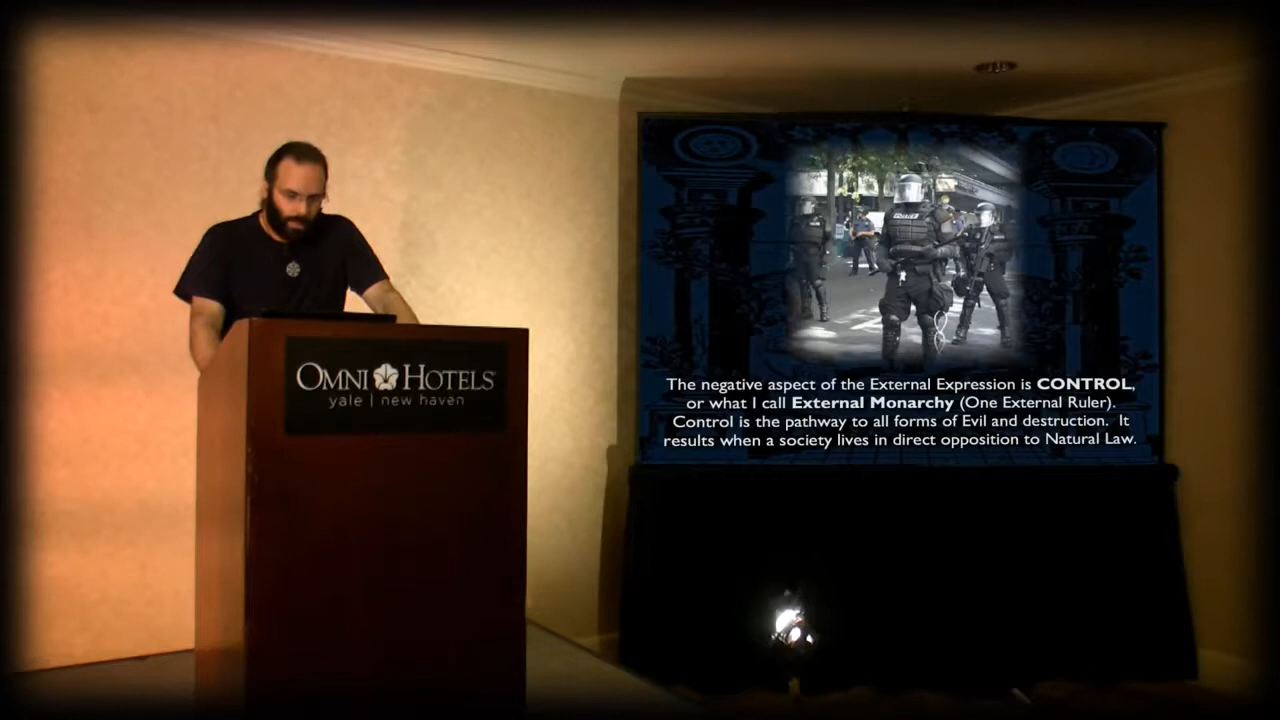 OMNI HOTELS
yale | new haven
POLICE
The negative aspect of the External Expression is CONTROL,
or what I call External Monarchy (One External Ruler).
Control is the pathway to all forms of Evil and destruction. It
results when a society lives in direct opposition to Natural Law.